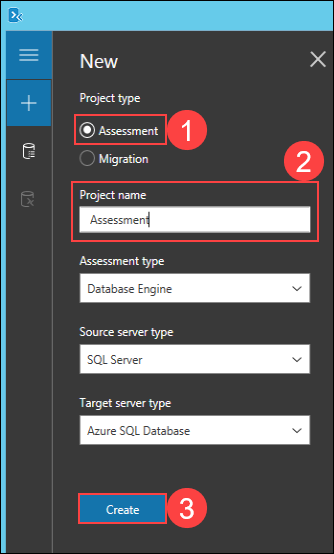 New
Project type
Assessment 1
Migration
2
Project name
Assessment
Assessment type
Database Engine
Source server type
SQL Server
Target server type
Azure SQL Database
Create 3